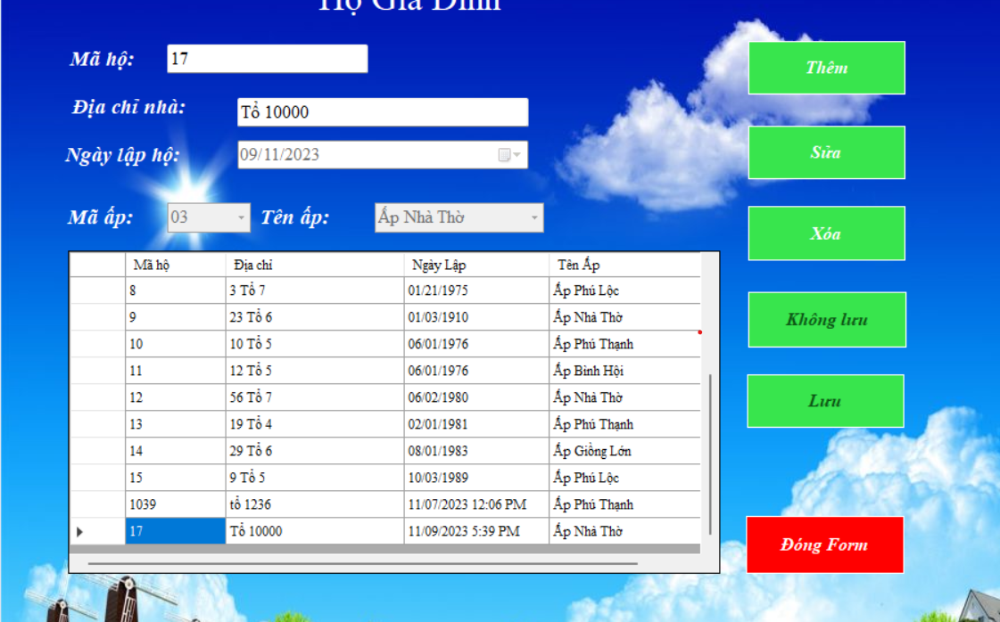 Hộ Gia Đình
Mã hộ: 17
Thêm
Địa chỉ nhà: Tổ 10000
Sửa
Ngày lập hộ: 09/11/2023
Mã ấp: 03 Tên ấp: Ấp Nhà Thờ
Xóa
Mã hộ Địa chỉ Ngày Lập Tên Ấp
8 3 Tổ 7 01/21/1975 Ấp Phú Lộc
9 23 Tổ 6 01/03/1910 Ấp Nhà Thờ
Không lưu
10 10 Tổ 5 06/01/1976 Ấp Phú Thạnh
11 12 Tổ 5 06/01/1976 Ấp Bình Hội
12 56 Tổ 7 06/02/1980 Ấp Nhà Thờ
Lưu
13 19 Tổ 4 02/01/1981 Ấp Phú Thạnh
14 29 Tổ 6 08/01/1983 Ấp Giồng Lớn
15 9 Tổ 5 10/03/1989 Ấp Phú Lộc
1039 tổ 1236 11/07/2023 12:06 PM Ấp Phú Thạnh
17 Tổ 10000 11/09/2023 5:39 PM Ấp Nhà Thờ
Đóng Form